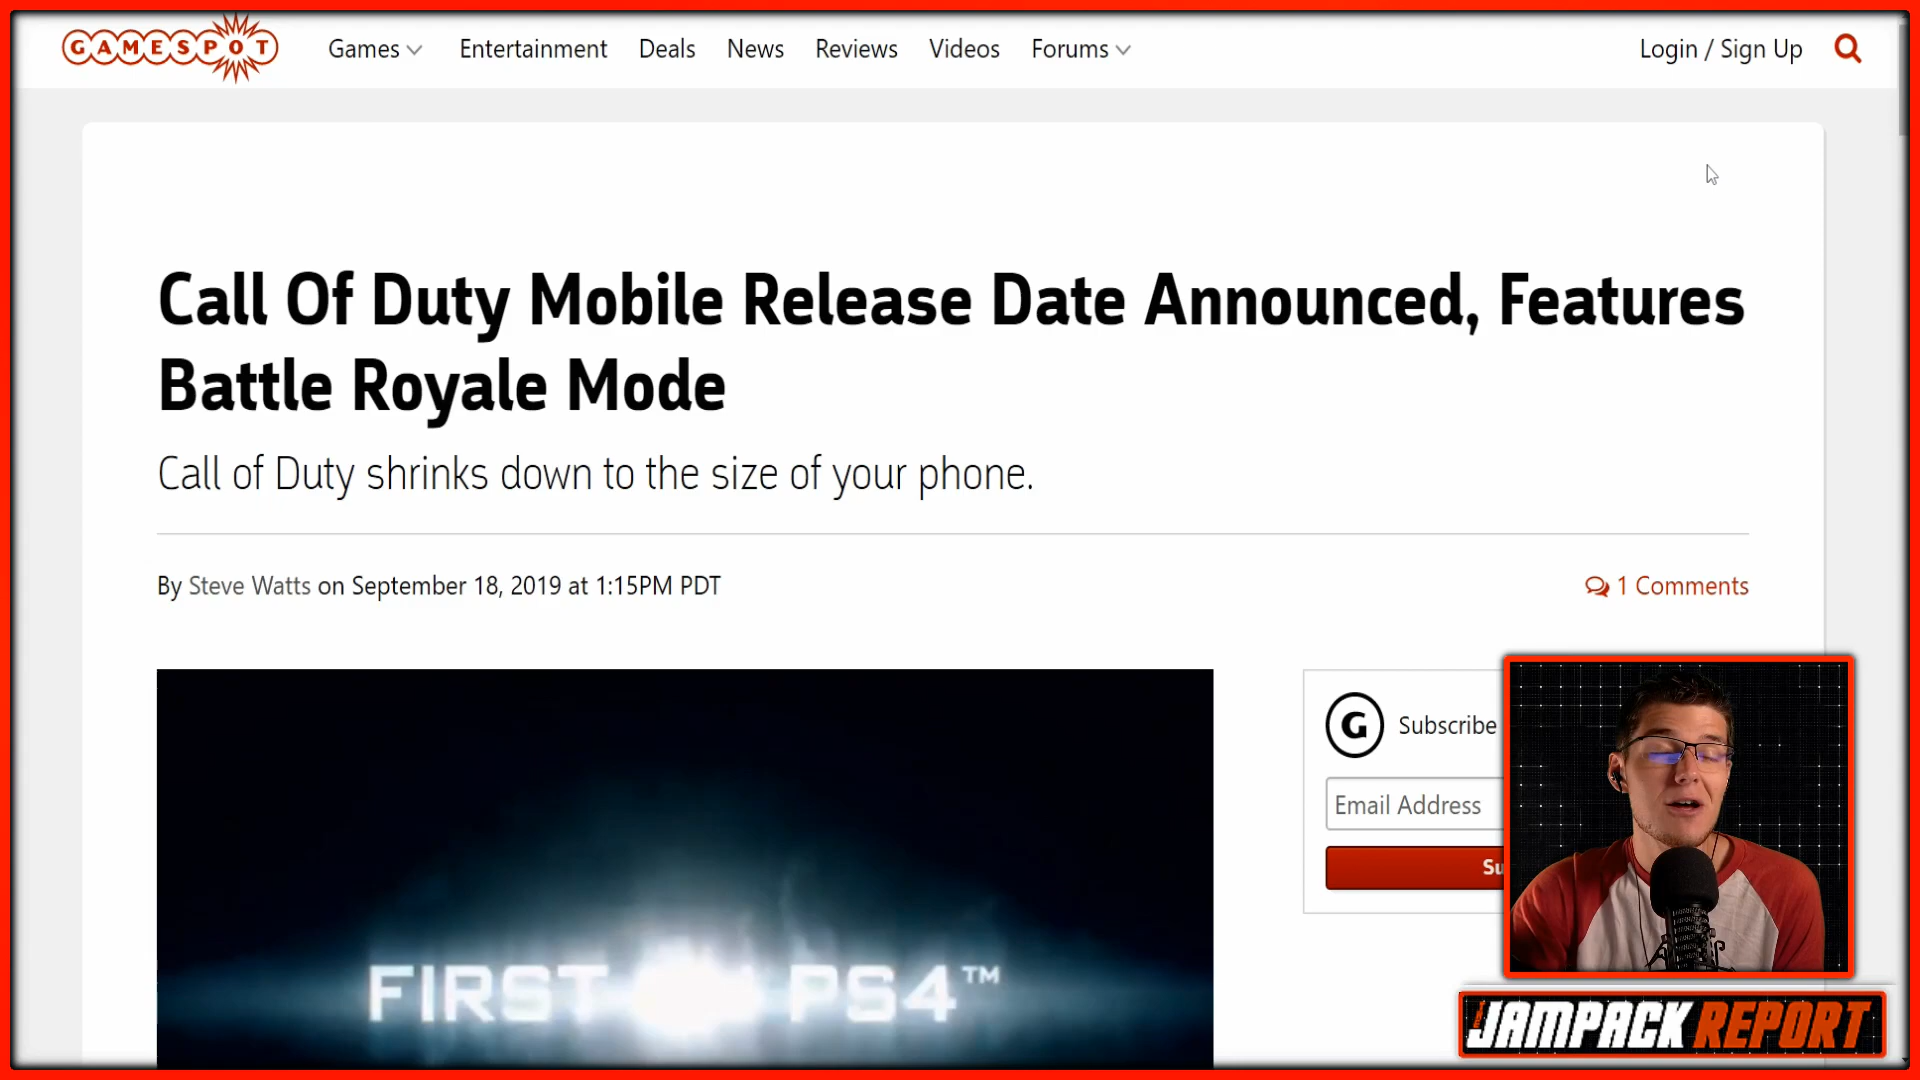 GAMESPOT
Games Entertainment Deals News Reviews Videos Forums Login / Sign Up
Call Of Duty Mobile Release Date Announced, Features
Battle Royale Mode
Call of Duty shrinks down to the size of your phone.
By Steve Watts on September 18, 2019 at 1:15PM PDT
1 Comments
G Subscribe
Email Address
Su
FIRST PS4™
JAMPACK REPORT